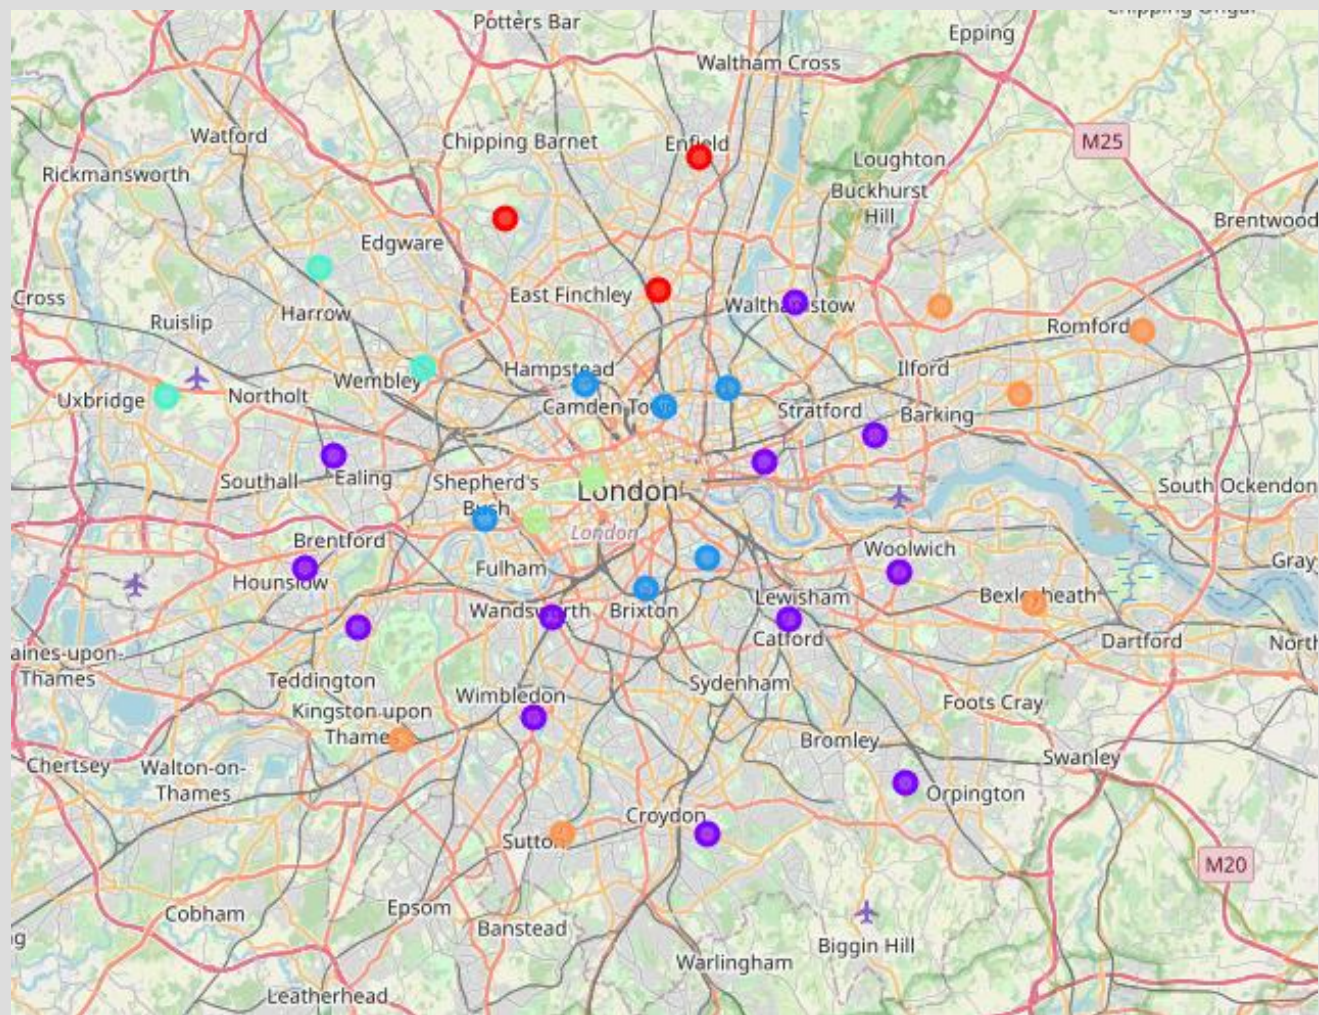 Potters Bar
Epping
Waltham Cross
M25
Watford
Chipping Barnet
Enfield
Loughton
Rickmansworth
Buckhurst
Hill
Brentwood
Edgware
Cross
East Finchley
Walthamstow
Ruislip
Harrow
Romford
Hampstead
Ilford
Wembley
Uxbridge
Northolt
Camden Town
Stratford
Barking
Southall
Ealing
Shepherd's
Bush
London
South Ockendon
London
Brentford
Woolwich
Gray
Hounslow
Fulham
Bexleyheath
Wandsworth
Brixton
Lewisham
Catford
Dartford
North
aines-upon-
Thames
Teddington
Sydenham
Wimbledon
Foots Cray
Kingston upon
Thames
Bromley
Swanley
Chertsey
Walton-on-
Thames
Orpington
Croydon
Sutton
M20
Cobham
Epsom
Banstead
Biggin Hill
Warlingham
Leatherhead